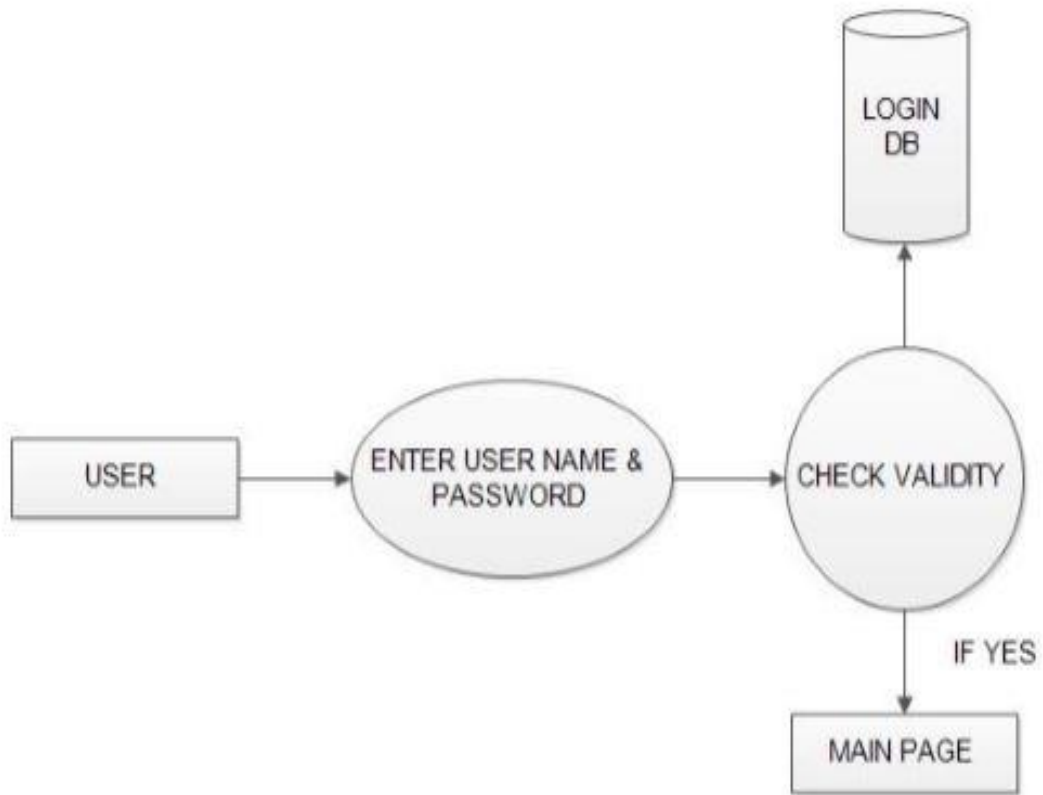 LOGIN
DB
USER
ENTER USER NAME &
PASSWORD
CHECK VALIDITY
IF YES
MAIN PAGE